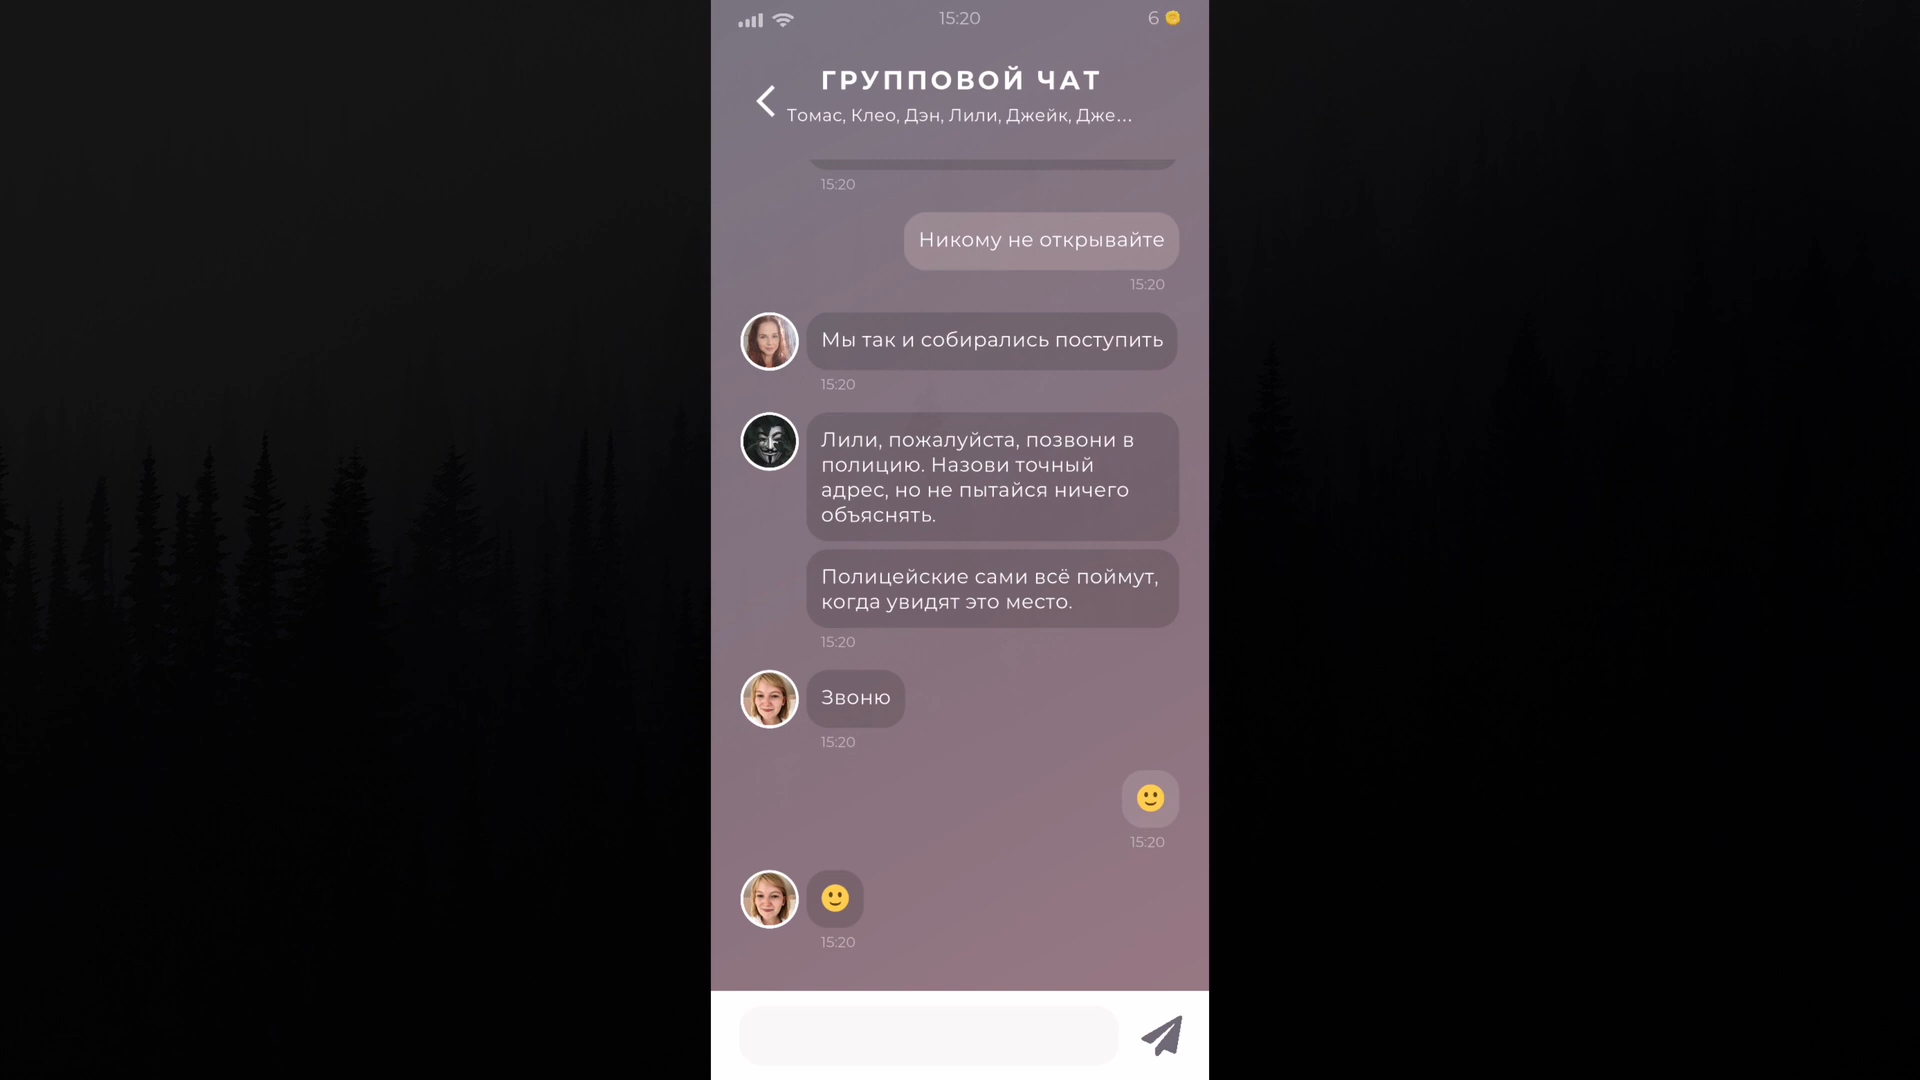 15:20
6
ГРУППОВОЙ ЧАТ
Томас, Клео, Дэн, Лили, Джейк, Дже...
15:20
Никому не открывайте
15:20
Мы так и собирались поступить
15:20
Лили, пожалуйста, позвони в
полицию. Назови точный
адрес, но не пытайся ничего
объяснять.
Полицейские сами всё поймут,
когда увидят это место.
15:20
Звоню
15:20
15:20
15:20